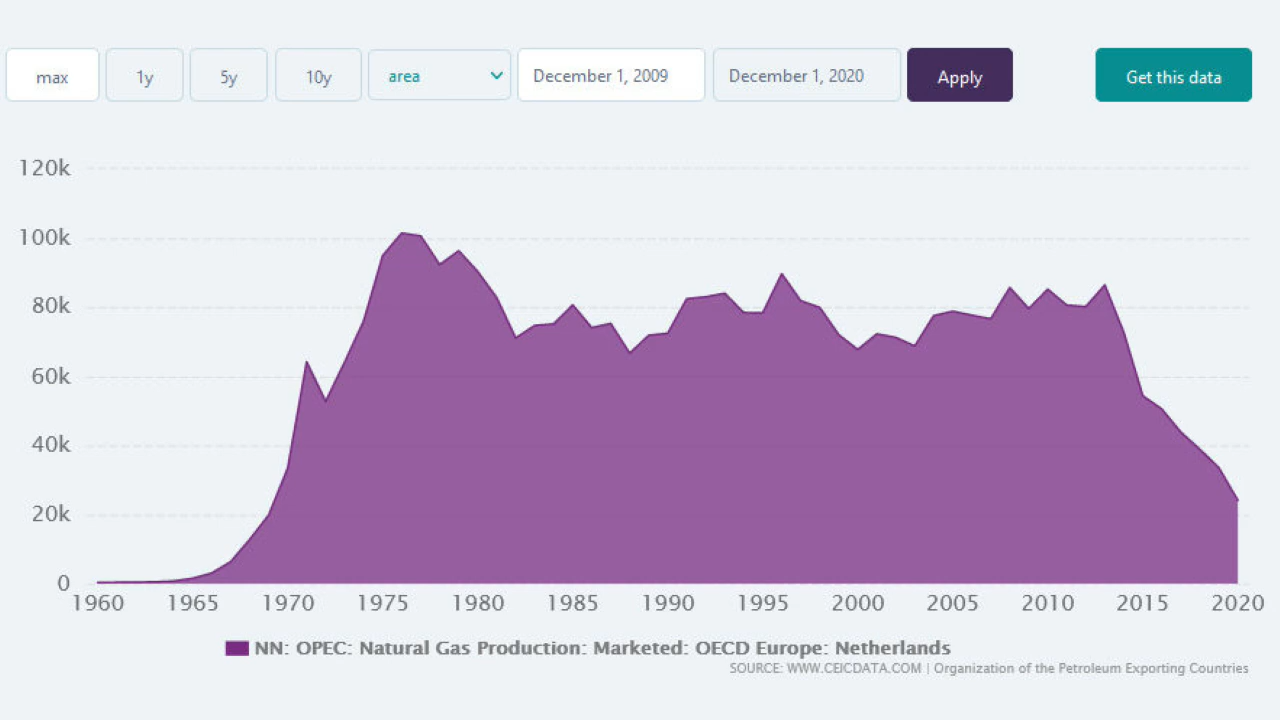 max 1y 5y 10y area December 1, 2009 December 1, 2020 Apply Get this data
120k
100k
80k
60k
40k
20k
0
1960 1965 1970 1975 1980 1985 1990 1995 2000 2005 2010 2015 2020
NN: OPEC: Natural Gas Production: Marketed: OECD Europe: Netherlands
SOURCE: WWW.CEICDATA.COM | Organization of the Petroleum Exporting Countries